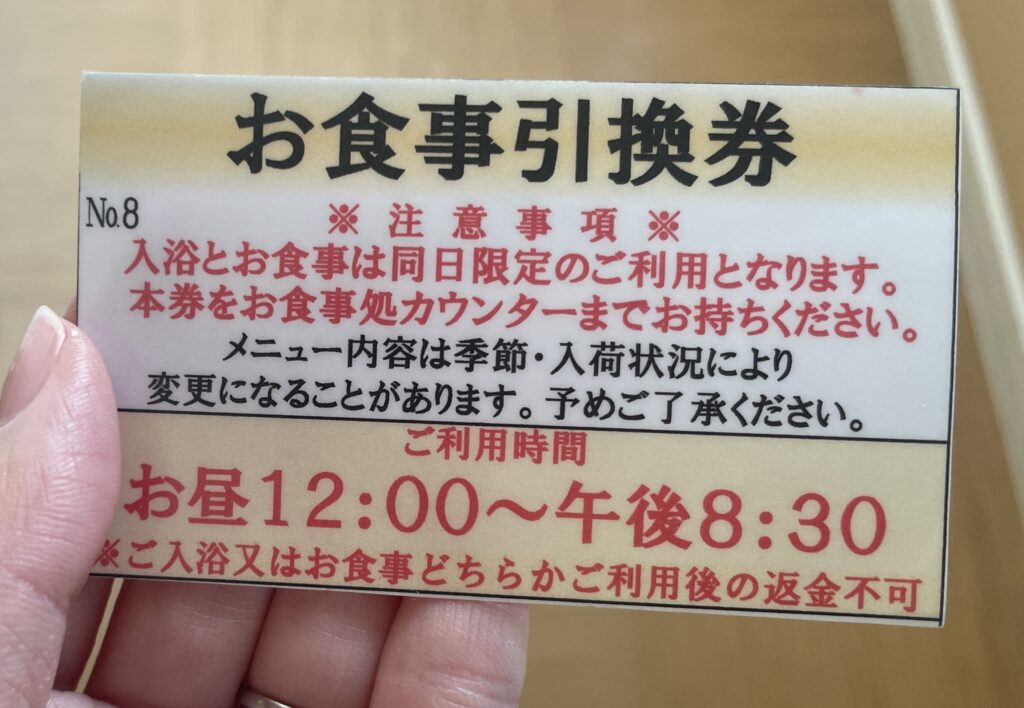 お食事引換券
No.8
※ 注 意 事 項 ※
入浴とお食事は同日限定のご利用となります。
本券をお食事処カウンターまでお持ちください。
メニュー内容は季節・入荷状況により
変更になることがあります。予めご了承ください。
ご利用時間
お昼12:00～午後8:30
※ご入浴又はお食事どちらかご利用後の返金不可